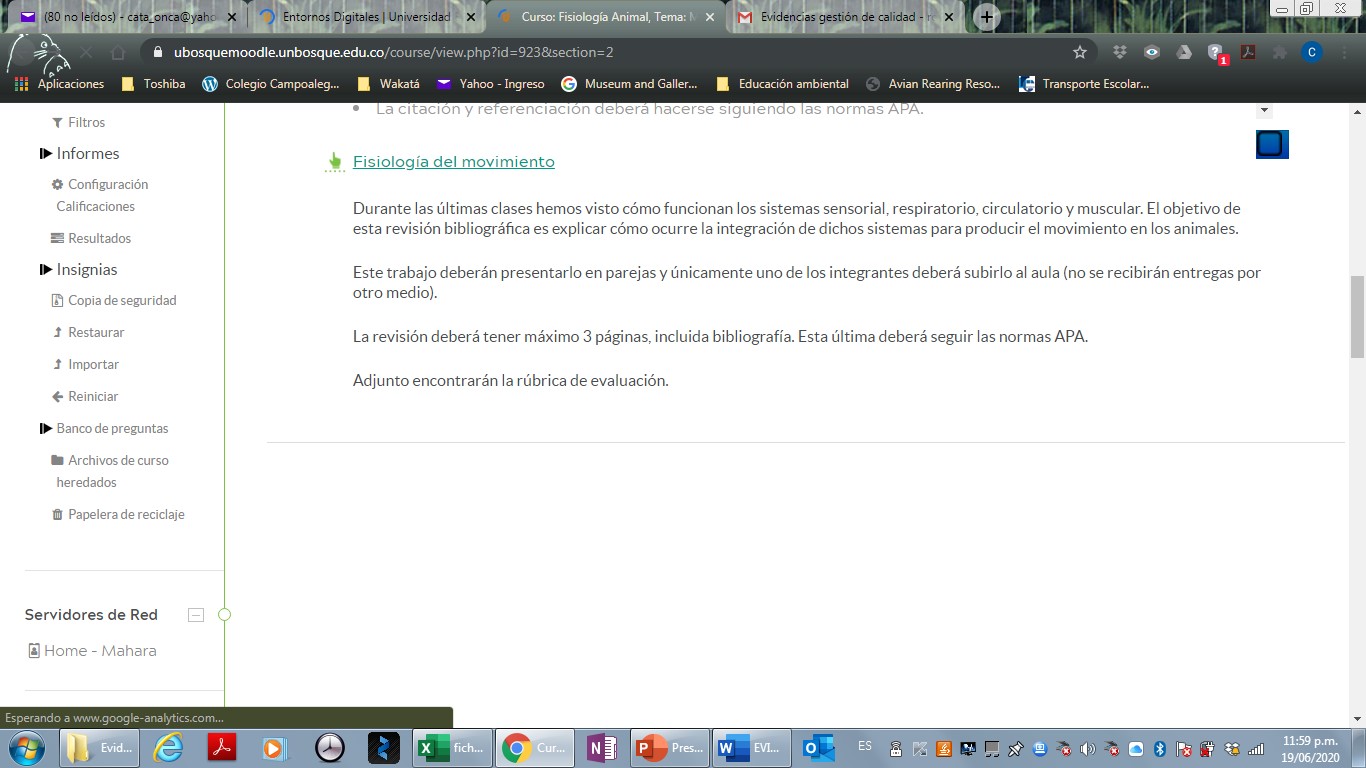 (80 no leídos) - cata_onca@yaho
Entornos Digitales | Universidad
Curso: Fisiología Animal, Tema: M
Evidencias gestión de calidad - r
ubosquemoodle.unbosque.edu.co/course/view.php?id=923&section=2
C
1
Aplicaciones
Toshiba
Colegio Campoaleg...
Wakatá
Yahoo - Ingreso
Museum and Galler...
Educación ambiental
Avian Rearing Reso...
Transporte Escolar...
Filtros
Informes
Configuración
Calificaciones
Resultados
Insignias
Copia de seguridad
Restaurar
Importar
Reiniciar
Banco de preguntas
Archivos de curso
heredados
Papelera de reciclaje
Servidores de Red
Home - Mahara
• La citación y referenciación deberá hacerse siguiendo las normas APA.
Fisiología del movimiento
Durante las últimas clases hemos visto cómo funcionan los sistemas sensorial, respiratorio, circulatorio y muscular. El objetivo de
esta revisión bibliográfica es explicar cómo ocurre la integración de dichos sistemas para producir el movimiento en los animales.
Este trabajo deberán presentarlo en parejas y únicamente uno de los integrantes deberá subirlo al aula (no se recibirán entregas por
otro medio).
La revisión deberá tener máximo 3 páginas, incluida bibliografía. Esta última deberá seguir las normas APA.
Adjunto encontrarán la rúbrica de evaluación.
Esperando a www.google-analytics.com...
Evid...
fich...
Cur...
Pres...
EVI...
ES
11:59 p.m.
19/06/2020